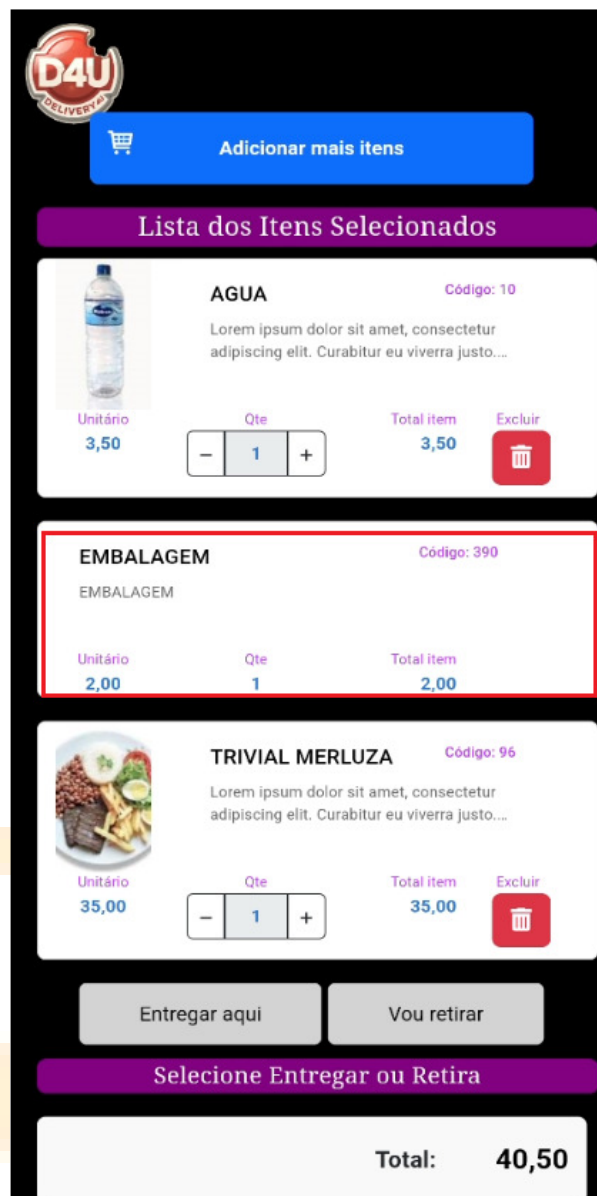 D4U
DELIVERY
Adicionar mais itens
Lista dos Itens Selecionados
AGUA
Código: 10
Lorem ipsum dolor sit amet, consectetur
adipiscing elit. Curabitur eu viverra justo....
Unitário Qte Total item Excluir
3,50 − 1 + 3,50
EMBALAGEM
Código: 390
EMBALAGEM
Unitário Qte Total item
2,00 1 2,00
TRIVIAL MERLUZA
Código: 96
Lorem ipsum dolor sit amet, consectetur
adipiscing elit. Curabitur eu viverra justo....
Unitário Qte Total item Excluir
35,00 − 1 + 35,00
Entregar aqui Vou retirar
Selecione Entregar ou Retira
Total: 40,50